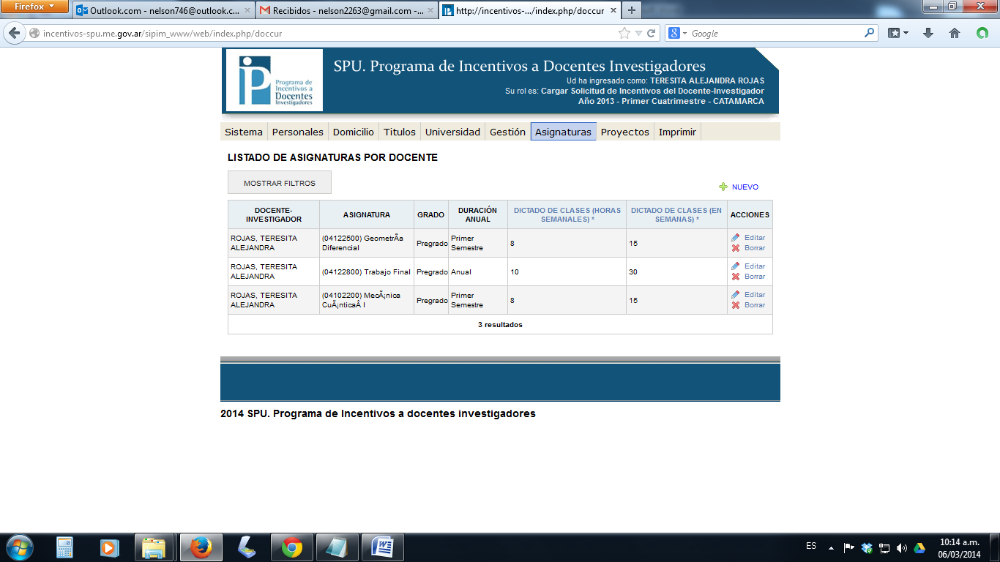 Firefox
Outlook.com - nelson746@outlook.c...
Recibidos - nelson2263@gmail.com -...
http://incentivos-.../index.php/doccur
incentivos-spu.me.gov.ar/sipim_www/web/index.php/doccur
Google
iP
Programa de
Incentivos a
Docentes
Investigadores
SPU. Programa de Incentivos a Docentes Investigadores
Ud ha ingresado como: TERESITA ALEJANDRA ROJAS
Su rol es: Cargar Solicitud de Incentivos del Docente-Investigador
Año 2013 - Primer Cuatrimestre - CATAMARCA
Sistema Personales Domicilio Titulos Universidad Gestión Asignaturas Proyectos Imprimir
LISTADO DE ASIGNATURAS POR DOCENTE
MOSTRAR FILTROS
NUEVO
DOCENTE-
INVESTIGADOR
ASIGNATURA
GRADO
DURACIÓN
ANUAL
DICTADO DE CLASES (HORAS
SEMANALES) *
DICTADO DE CLASES (EN
SEMANAS) *
ACCIONES
ROJAS, TERESITA
ALEJANDRA
(04122500) GeometrÃa
Diferencial
Pregrado
Primer
Semestre
8
15
Editar
Borrar
ROJAS, TERESITA
ALEJANDRA
(04122800) Trabajo Final
Pregrado
Anual
10
30
Editar
Borrar
ROJAS, TERESITA
ALEJANDRA
(04102200) MecÃ¡nica
CuÃ¡nticaÂ I
Pregrado
Primer
Semestre
8
15
Editar
Borrar
3 resultados
2014 SPU. Programa de Incentivos a docentes investigadores
ES
10:14 a.m.
06/03/2014